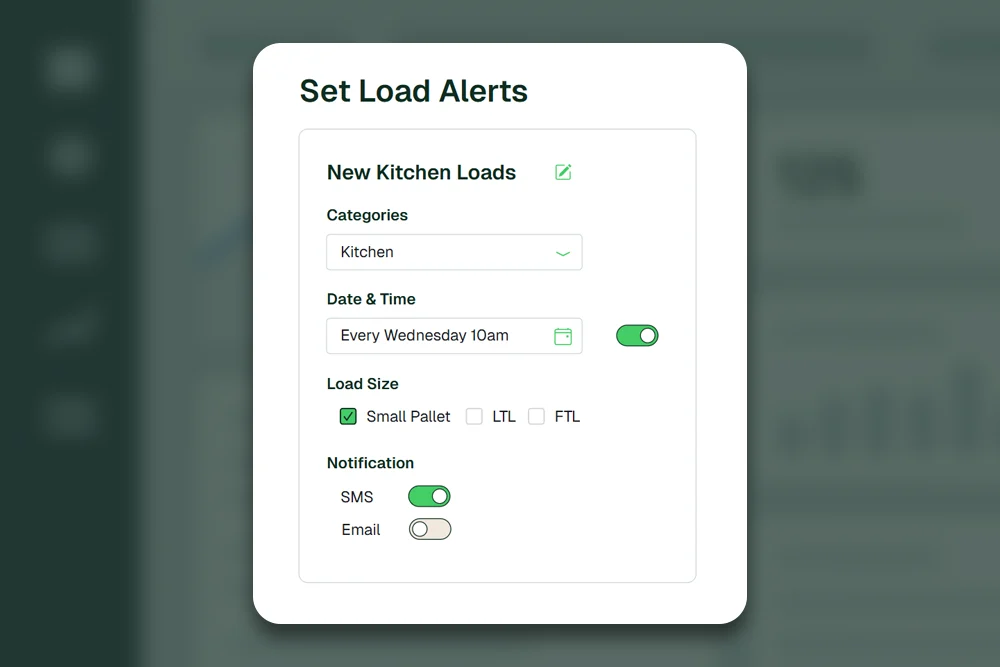 Set Load Alerts
New Kitchen Loads
Categories
Kitchen
Date & Time
Every Wednesday 10am
Load Size
Small Pallet LTL FTL
Notification
SMS
Email